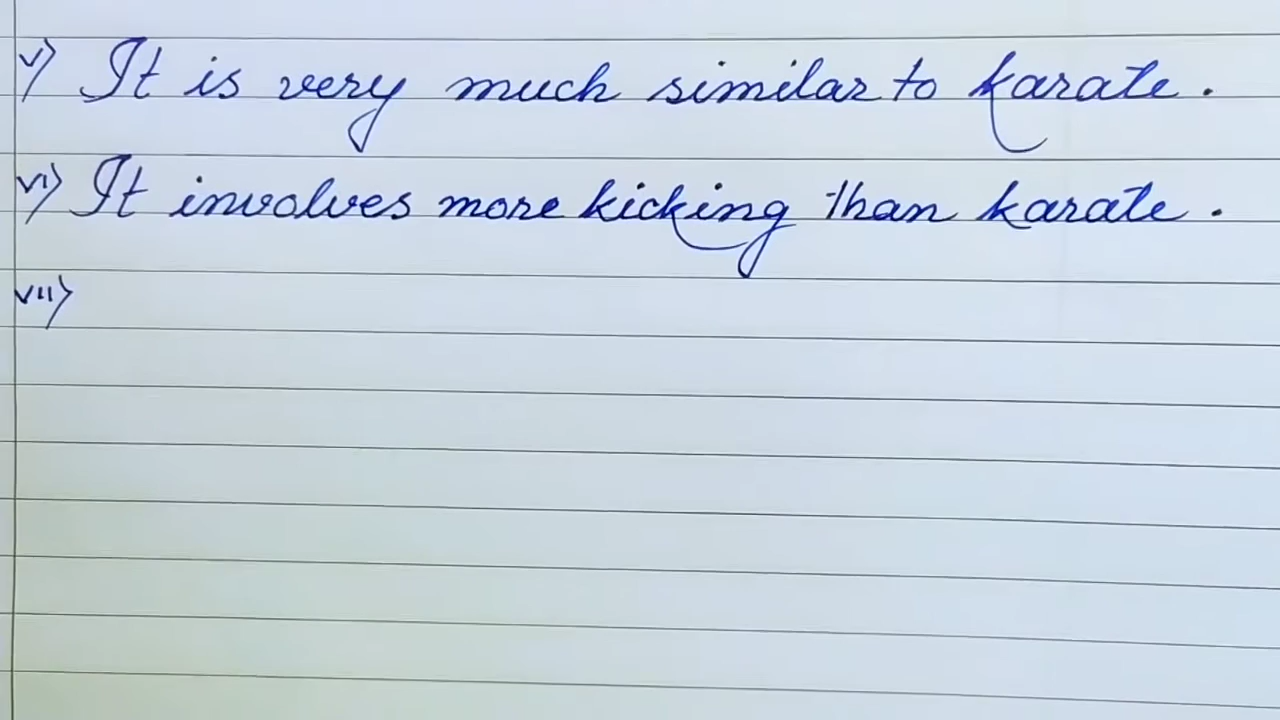 v) It is very much similar to karate.
vi) It involves more kicking than karate.
vii)